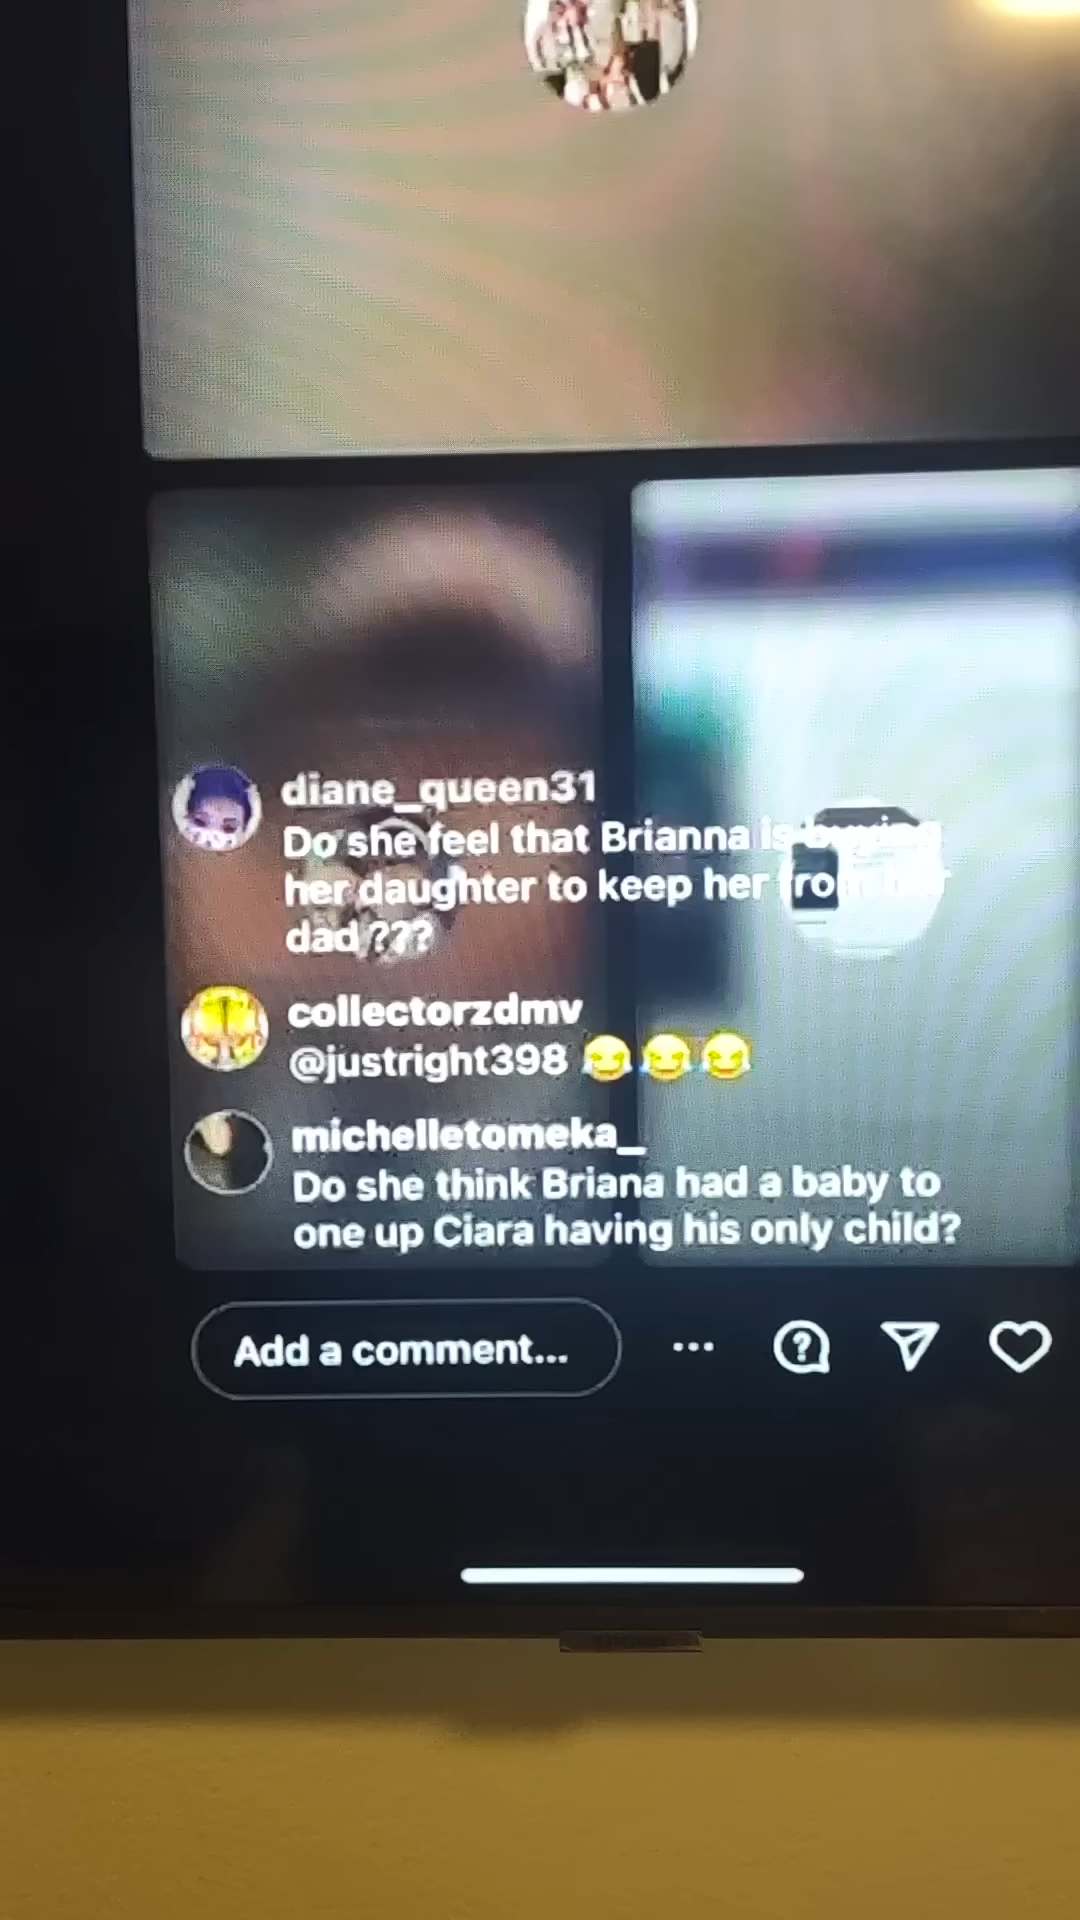 diane_queen31
Do she feel that Brianna is buying
her daughter to keep her from her
dad ???
collectorzdmv
@justright398 😂😂😂
michelletomeka_
Do she think Briana had a baby to
one up Ciara having his only child?
Add a comment...